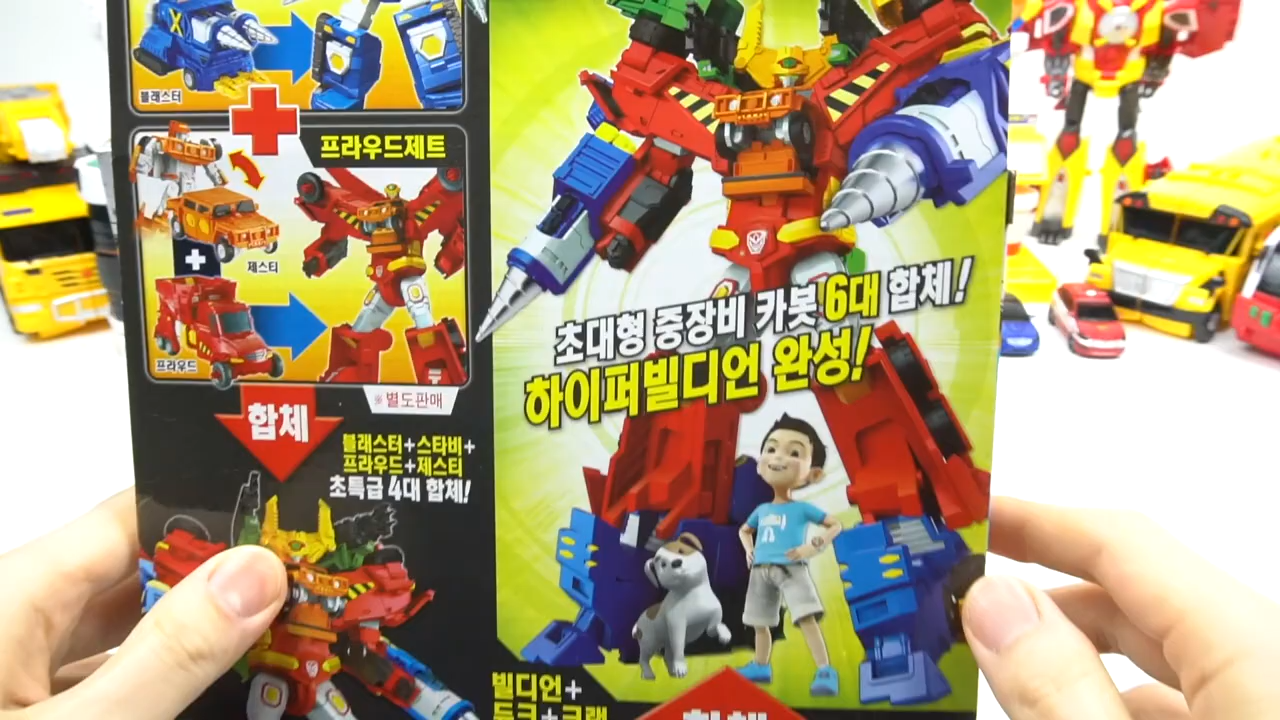 블래스터
프라우드제트
제스티
프라우드
※별도판매
합체
블래스터+스타비+
프라우드+제스티
초특급 4대 합체!
초대형 중장비 카봇 6대 합체!
하이퍼빌디언 완성!
빌디언+